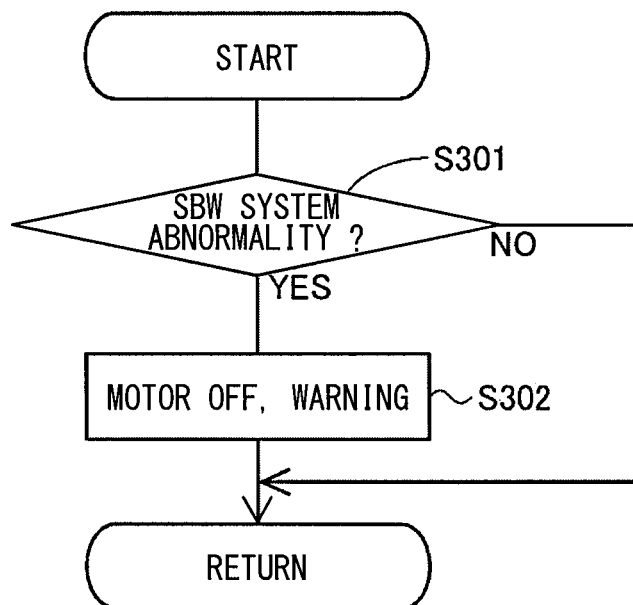 START
S301
SBW SYSTEM
ABNORMALITY ?
NO
YES
MOTOR OFF, WARNING
S302
RETURN